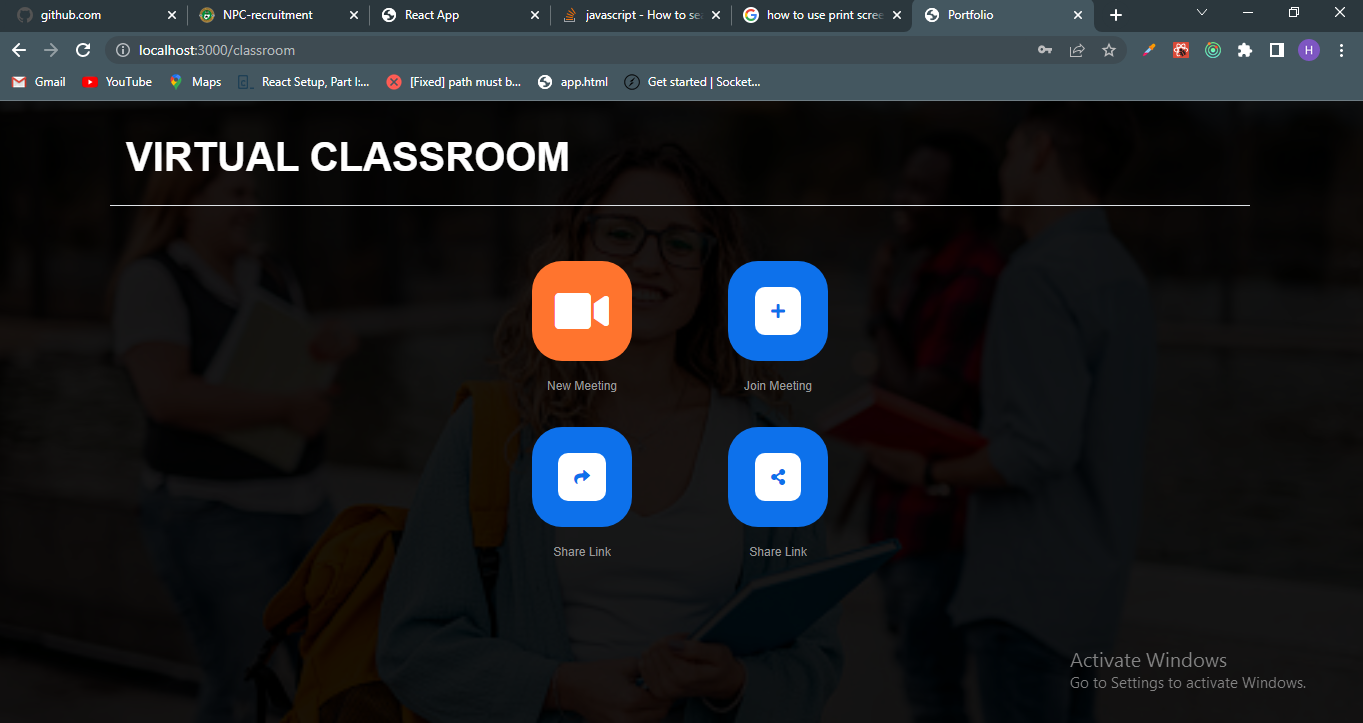 github.com
NPC-recruitment
React App
javascript - How to se
how to use print scree
Portfolio
localhost:3000/classroom
H
Gmail
YouTube
Maps
React Setup, Part I:...
[Fixed] path must b...
app.html
Get started | Socket...
VIRTUAL CLASSROOM
New Meeting
Join Meeting
Share Link
Share Link
Activate Windows
Go to Settings to activate Windows.